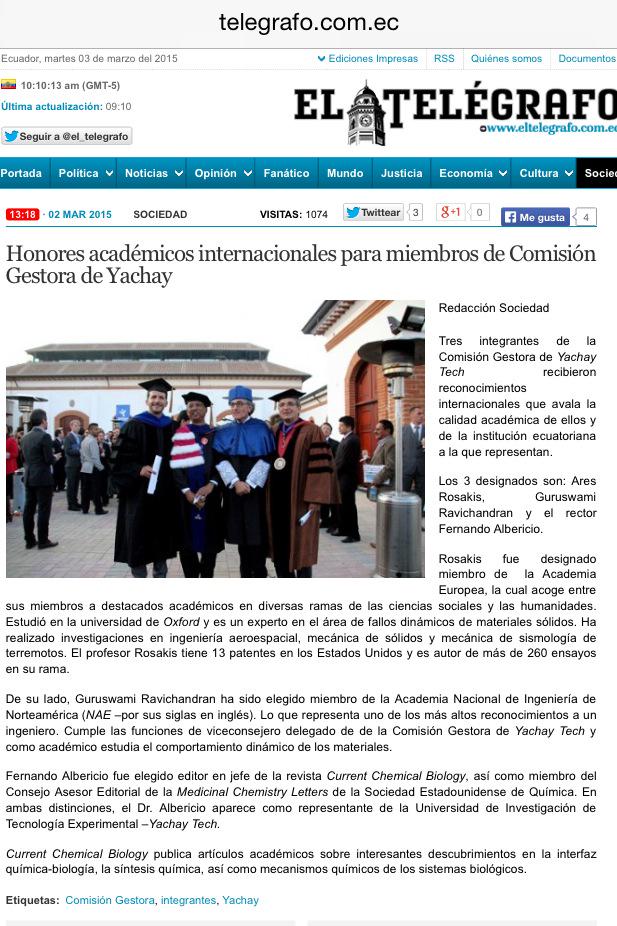 telegrafo.com.ec
Ecuador, martes 03 de marzo del 2015
Ediciones Impresas RSS Quiénes somos Documentos
10:10:13 am (GMT-5)
Última actualización: 09:10
Seguir a @el_telegrafo
EL TELÉGRAFO
www.eltelegrafo.com.ec
Portada Política Noticias Opinión Fanático Mundo Justicia Economía Cultura Socied
13:18 · 02 MAR 2015 SOCIEDAD VISITAS: 1074 Twittear 3 g+1 0 Me gusta 4
Honores académicos internacionales para miembros de Comisión
Gestora de Yachay
Redacción Sociedad
Tres integrantes de la
Comisión Gestora de Yachay
Tech recibieron
reconocimientos
internacionales que avala la
calidad académica de ellos y
de la institución ecuatoriana
a la que representan.
Los 3 designados son: Ares
Rosakis, Guruswami
Ravichandran y el rector
Fernando Albericio.
Rosakis fue designado
miembro de la Academia
Europea, la cual acoge entre
sus miembros a destacados académicos en diversas ramas de las ciencias sociales y las humanidades.
Estudió en la universidad de Oxford y es un experto en el área de fallos dinámicos de materiales sólidos. Ha
realizado investigaciones en ingeniería aeroespacial, mecánica de sólidos y mecánica de sismología de
terremotos. El profesor Rosakis tiene 13 patentes en los Estados Unidos y es autor de más de 260 ensayos
en su rama.
De su lado, Guruswami Ravichandran ha sido elegido miembro de la Academia Nacional de Ingeniería de
Norteamérica (NAE –por sus siglas en inglés). Lo que representa uno de los más altos reconocimientos a un
ingeniero. Cumple las funciones de viceconsejero delegado de de la Comisión Gestora de Yachay Tech y
como académico estudia el comportamiento dinámico de los materiales.
Fernando Albericio fue elegido editor en jefe de la revista Current Chemical Biology, así como miembro del
Consejo Asesor Editorial de la Medicinal Chemistry Letters de la Sociedad Estadounidense de Química. En
ambas distinciones, el Dr. Albericio aparece como representante de la Universidad de Investigación de
Tecnología Experimental –Yachay Tech.
Current Chemical Biology publica artículos académicos sobre interesantes descubrimientos en la interfaz
química-biología, la síntesis química, así como mecanismos químicos de los sistemas biológicos.
Etiquetas: Comisión Gestora, integrantes, Yachay